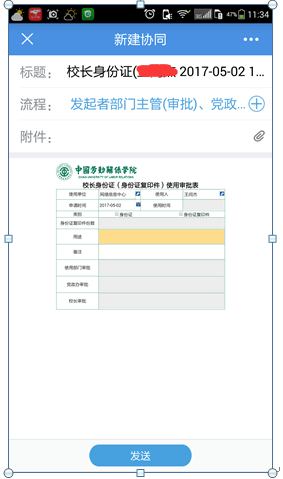 47% 11:34
新建协同
标题: 校长身份证( 2017-05-02 1...
流程: 发起者部门主管(审批)、党政...
附件:
中國劳動關係学院
CHINA UNIVERSITY OF LABOR RELATIONS
校长身份证（身份证复印件）使用审批表
使用单位 网络信息中心 使用人
申请时间 2017-05-02 使用时间
类别 身份证 身份证复印件
身份证复印件份数
用途
备注
使用部门审批
党政办审批
校长审批
发送